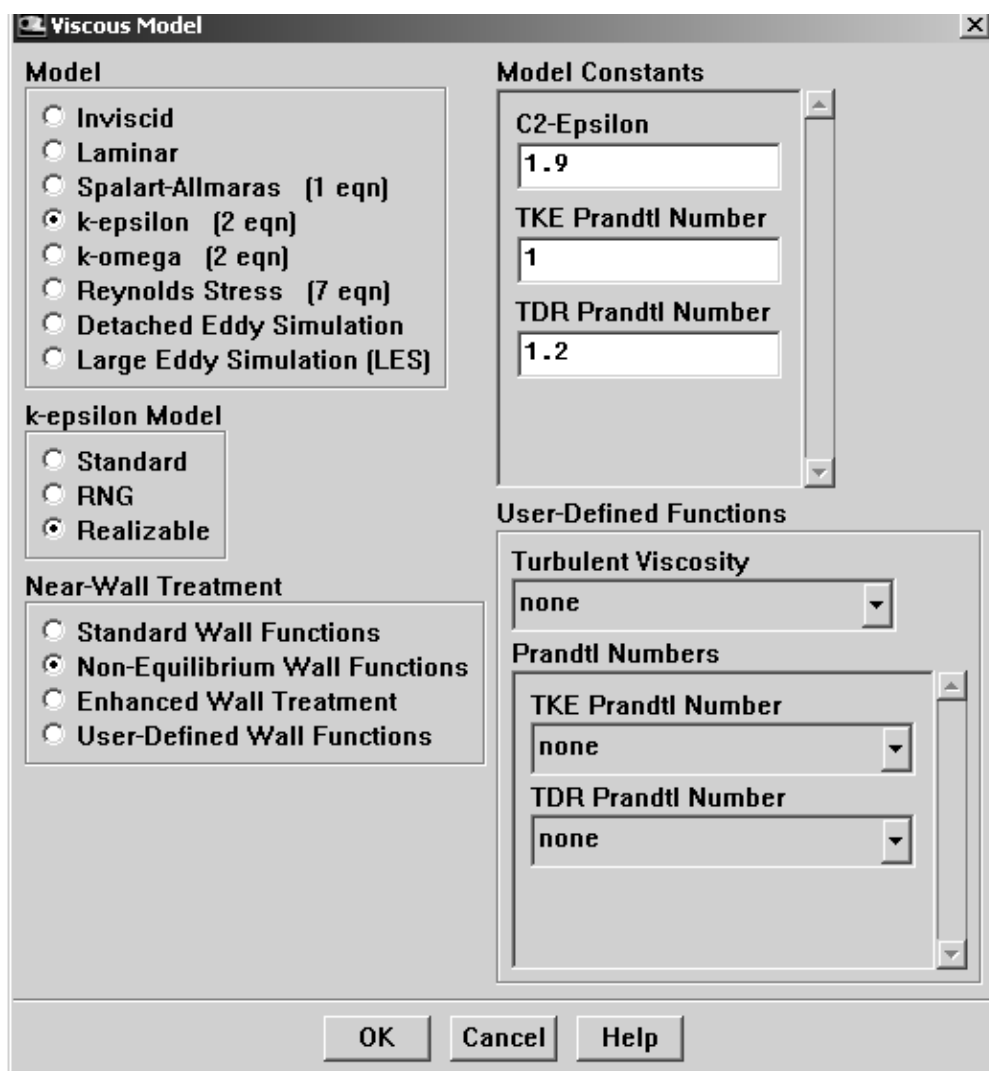 Viscous Model
Model
Inviscid
Laminar
Spalart-Allmaras (1 eqn)
k-epsilon (2 eqn)
k-omega (2 eqn)
Reynolds Stress (7 eqn)
Detached Eddy Simulation
Large Eddy Simulation (LES)
k-epsilon Model
Standard
RNG
Realizable
Near-Wall Treatment
Standard Wall Functions
Non-Equilibrium Wall Functions
Enhanced Wall Treatment
User-Defined Wall Functions
Model Constants
C2-Epsilon
1.9
TKE Prandtl Number
1
TDR Prandtl Number
1.2
User-Defined Functions
Turbulent Viscosity
none
Prandtl Numbers
TKE Prandtl Number
none
TDR Prandtl Number
none
OK
Cancel
Help